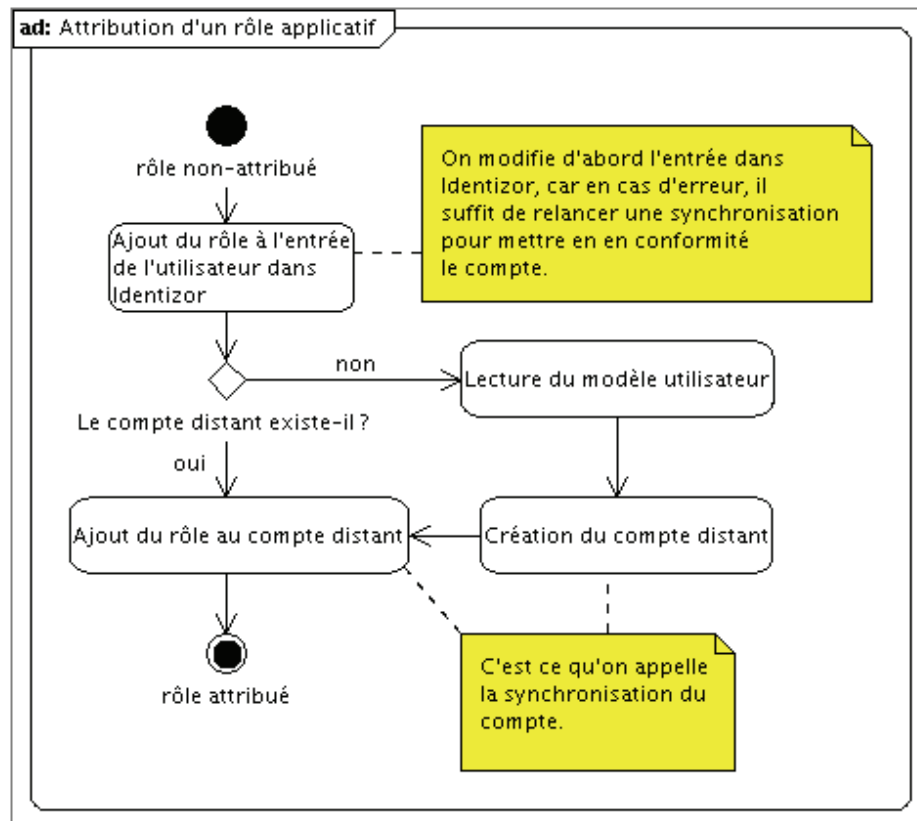 ad: Attribution d'un rôle applicatif
rôle non-attribué
On modifie d'abord l'entrée dans
Identizor, car en cas d'erreur, il
suffit de relancer une synchronisation
pour mettre en en conformité
le compte.
Ajout du rôle à l'entrée
de l'utilisateur dans
Identizor
non
Lecture du modèle utilisateur
Le compte distant existe-il ?
oui
Ajout du rôle au compte distant
Création du compte distant
C'est ce qu'on appelle
la synchronisation du
compte.
rôle attribué